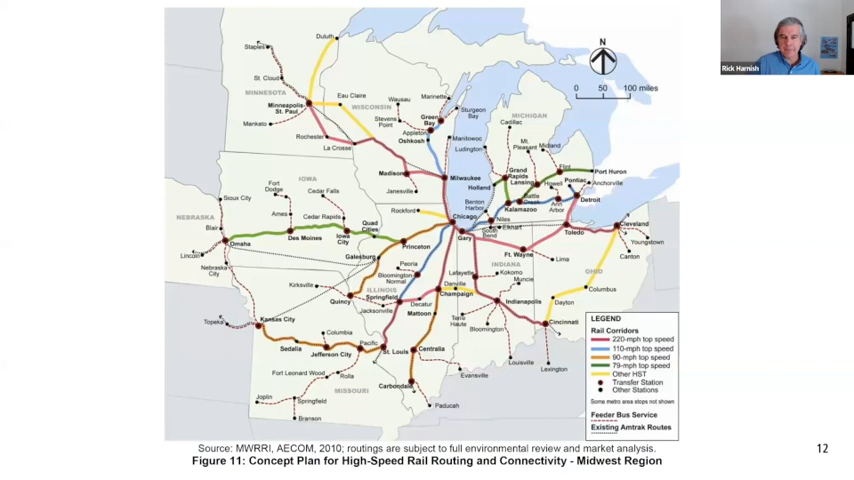 Rick Harnish
N
0 50 100 miles
Duluth
Staples
St. Cloud
MINNESOTA
Minneapolis
St. Paul
Mankato
Rochester
La Crosse
Eau Claire
WISCONSIN
Wausau
Stevens
Point
Marinette
Green
Bay
Sturgeon
Bay
Appleton
Oshkosh
Manitowoc
Madison
Milwaukee
Janesville
MICHIGAN
Cadillac
Ludington
Mt.
Pleasant
Midland
Grand
Rapids
Lansing
Holland
Flint
Port Huron
Howell
Pontiac
Anchorville
Detroit
Battle
Creek
Ann
Arbor
Kalamazoo
Benton
Harbor
Niles
South
Bend
Elkhart
IOWA
Fort
Dodge
Cedar Falls
Sioux City
Ames
Cedar Rapids
Quad
Cities
Iowa
City
Des Moines
NEBRASKA
Blair
Omaha
Lincoln
Nebraska
City
Rockford
Chicago
Gary
Princeton
Galesburg
Peoria
Bloomington
Normal
ILLINOIS
Quincy
Springfield
Jacksonville
Decatur
Champaign
Danville
Mattoon
Kirksville
Toledo
Cleveland
Youngstown
Canton
Ft. Wayne
Lima
INDIANA
Lafayette
Kokomo
Muncie
Indianapolis
Terre
Haute
Bloomington
OHIO
Columbus
Dayton
Cincinnati
Louisville
Lexington
Topeka
Kansas City
Sedalia
Columbia
Jefferson City
Pacific
St. Louis
Fort Leonard Wood
Rolla
MISSOURI
Joplin
Springfield
Branson
Centralia
Carbondale
Evansville
Paducah
LEGEND
Rail Corridors
220-mph top speed
110-mph top speed
90-mph top speed
79-mph top speed
Other HST
Transfer Station
Other Stations
Some metro area stops not shown
Feeder Bus Service
Existing Amtrak Routes
Source: MWRRI, AECOM, 2010; routings are subject to full environmental review and market analysis.
Figure 11: Concept Plan for High-Speed Rail Routing and Connectivity - Midwest Region
12